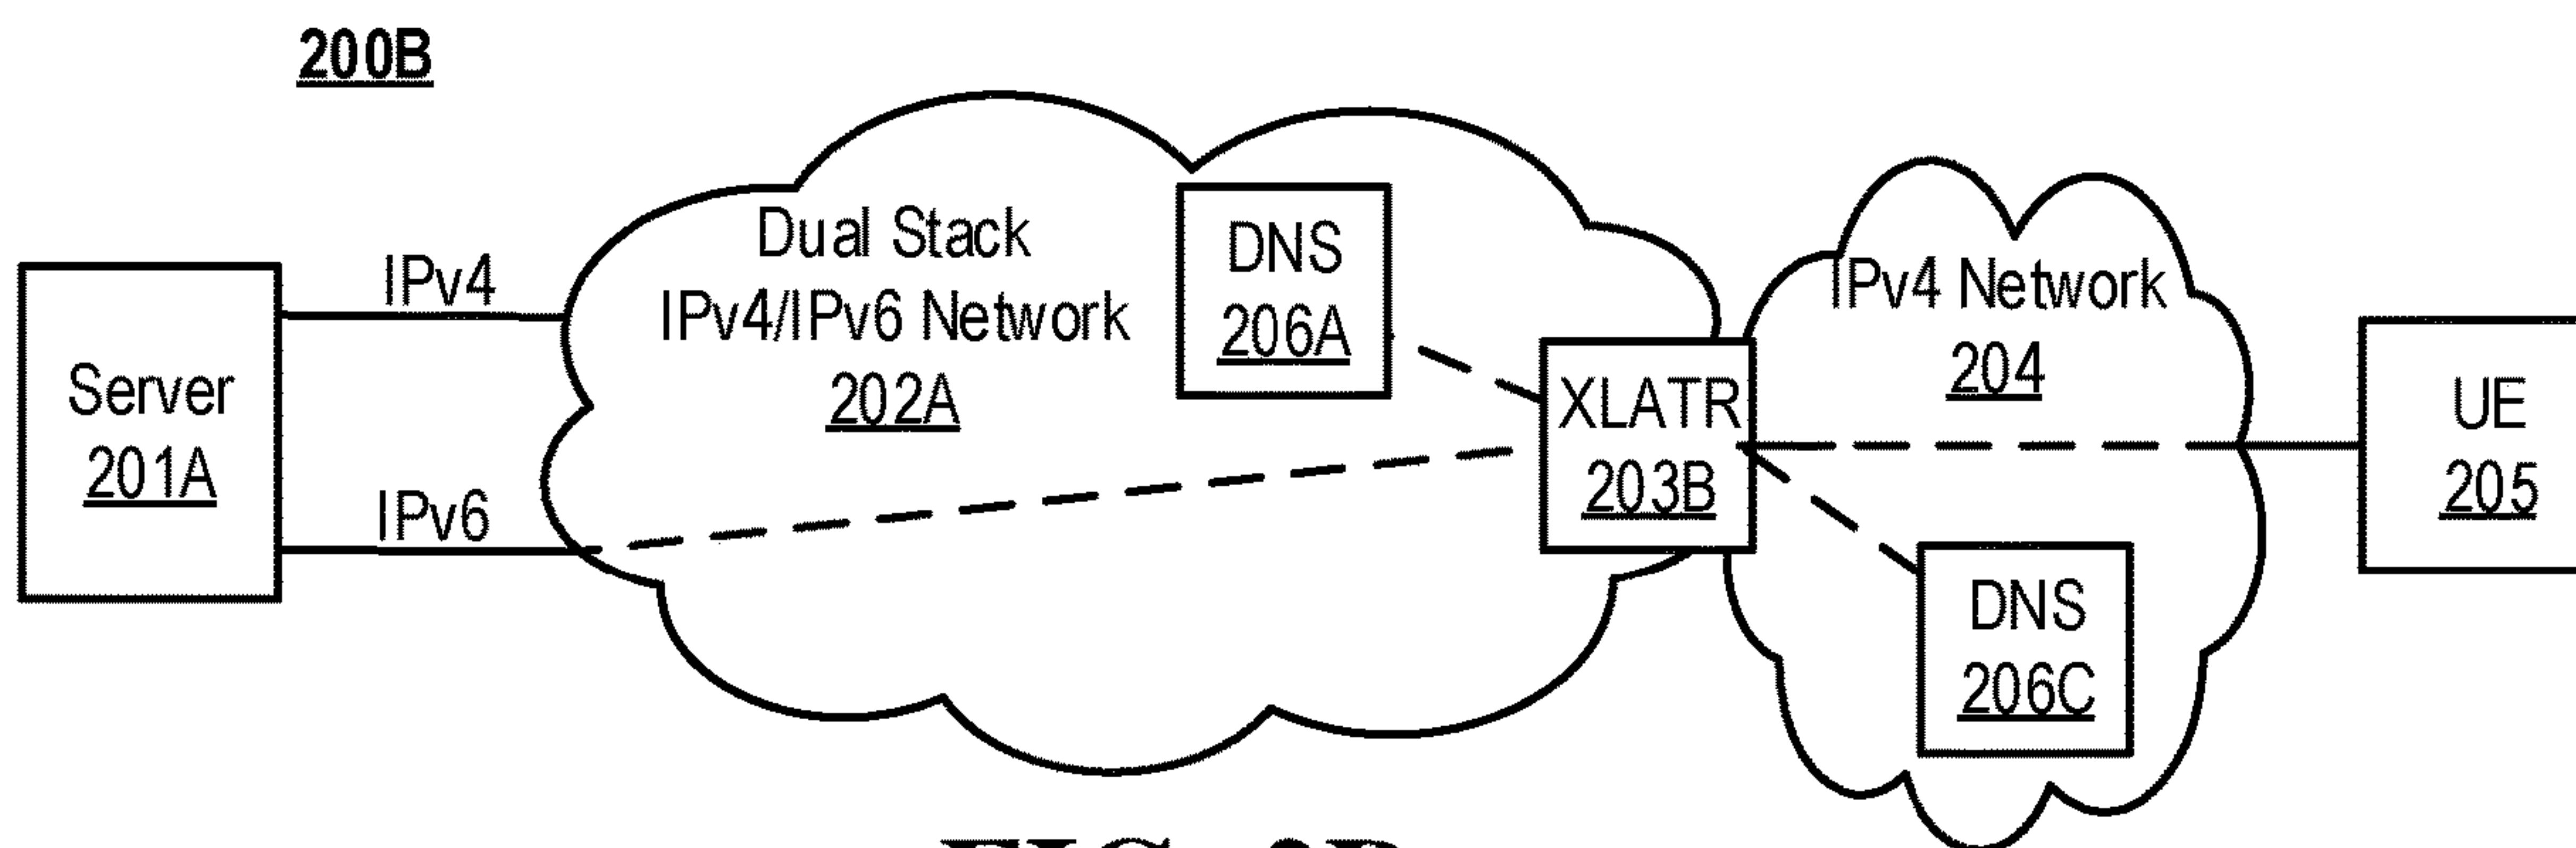 200B
Server
201A
IPv4
IPv6
Dual Stack
IPv4/IPv6 Network
202A
DNS
206A
XLATR
203B
IPv4 Network
204
DNS
206C
UE
205